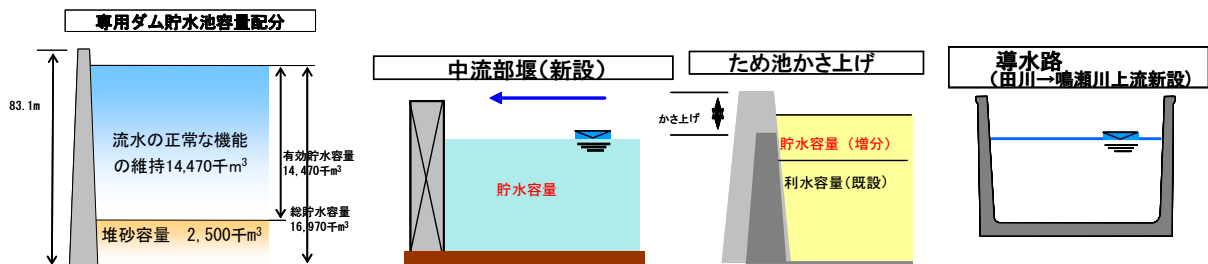 専用ダム貯水池容量配分
83.1m
流水の正常な機能
の維持14,470千m³
有効貯水容量
14,470千m³
総貯水容量
16,970千m³
堆砂容量 2,500千m³
中流部堰(新設)
貯水容量
ため池かさ上げ
かさ上げ
貯水容量(増分)
利水容量(既設)
導水路
(田川→鳴瀬川上流新設)